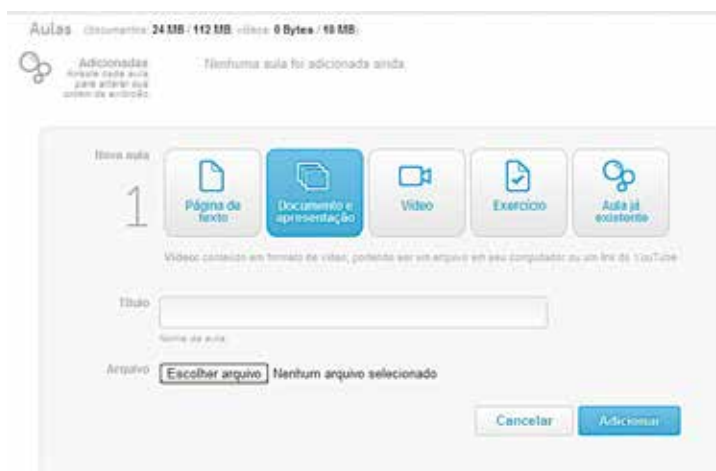 Aulas (documentos: 24 MB / 112 MB, vídeos: 0 Bytes / 10 MB)
Adicionadas
Arraste cada aula
para alterar sua
ordem de exibição
Nenhuma aula foi adicionada ainda.
Nova aula
1
Página de texto
Documento e apresentação
Vídeo
Exercício
Aula já existente
Vídeos: conteúdo em formato de vídeo, podendo ser um arquivo em seu computador ou um link do YouTube
Título
Nome da aula.
Arquivo
Escolher arquivo Nenhum arquivo selecionado
Cancelar
Adicionar